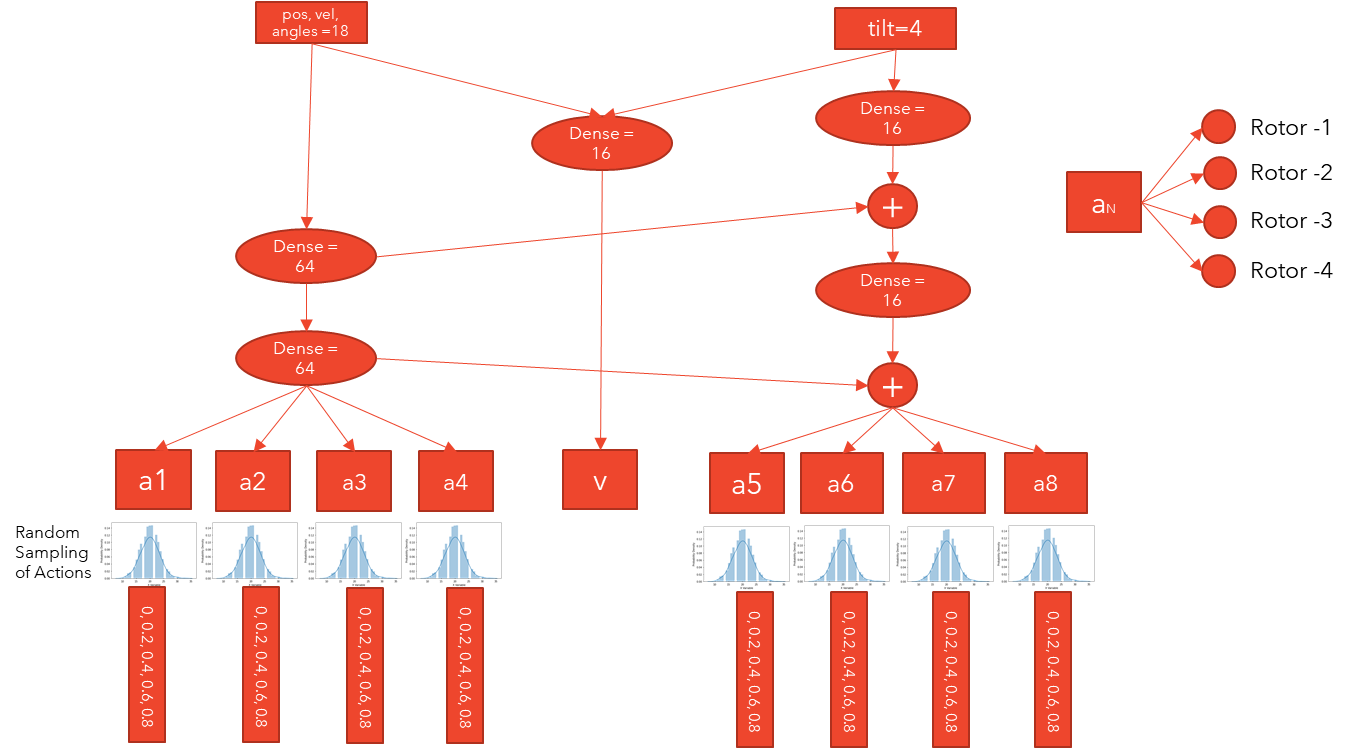 pos, vel,
angles =18
tilt=4
Dense =
16
Dense =
16
Rotor -1
Rotor -2
aN
Rotor -3
Rotor -4
+
Dense =
64
Dense =
16
Dense =
64
+
a1
a2
a3
a4
v
a5
a6
a7
a8
Random
Sampling
of Actions
0, 0.2, 0.4, 0.6, 0.8
0, 0.2, 0.4, 0.6, 0.8
0, 0.2, 0.4, 0.6, 0.8
0, 0.2, 0.4, 0.6, 0.8
0, 0.2, 0.4, 0.6, 0.8
0, 0.2, 0.4, 0.6, 0.8
0, 0.2, 0.4, 0.6, 0.8
0, 0.2, 0.4, 0.6, 0.8